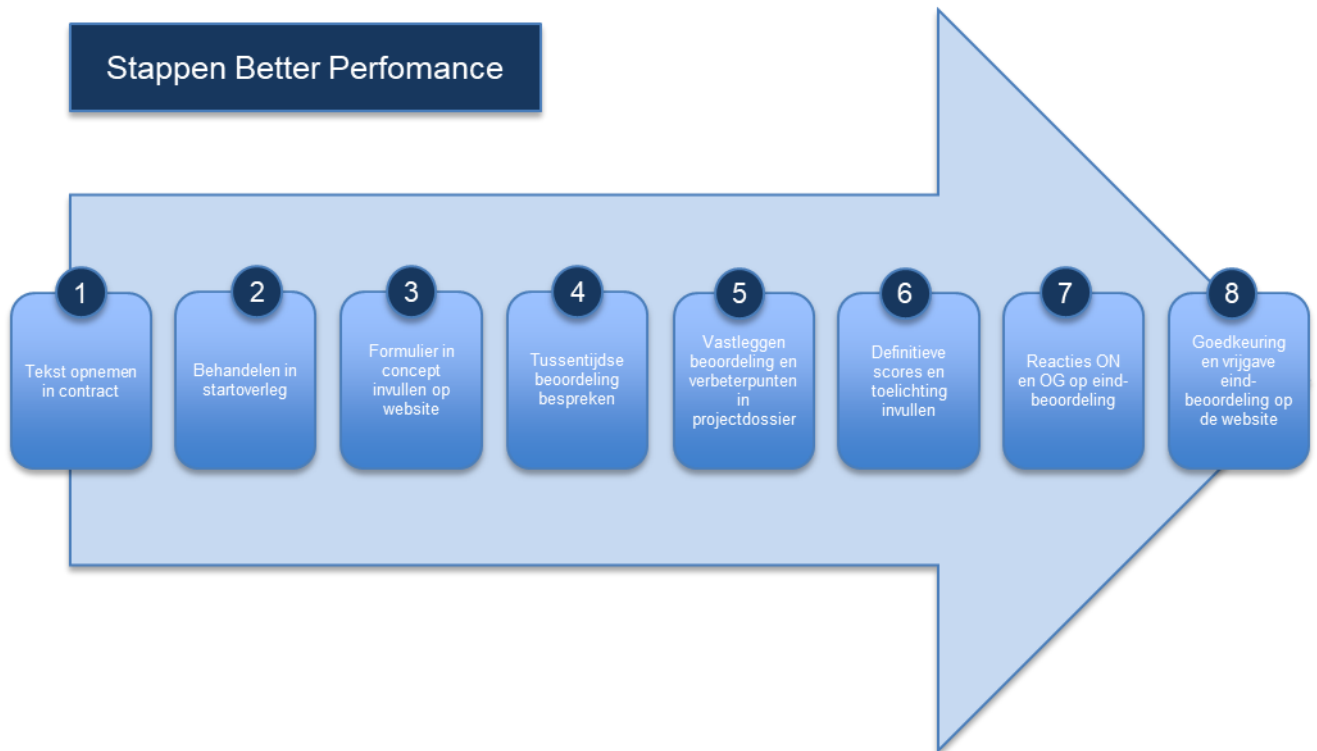 Stappen Better Perfomance
1
Tekst opnemen
in contract
2
Behandelen in
startoverleg
3
Formulier in
concept
invullen op
website
4
Tussentijdse
beoordeling
bespreken
5
Vastleggen
beoordeling en
verbeterpunten
in
projectdossier
6
Definitieve
scores en
toelichting
invullen
7
Reacties ON
en OG op eind-
beoordeling
8
Goedkeuring
en vrijgave
eind-
beoordeling op
de website